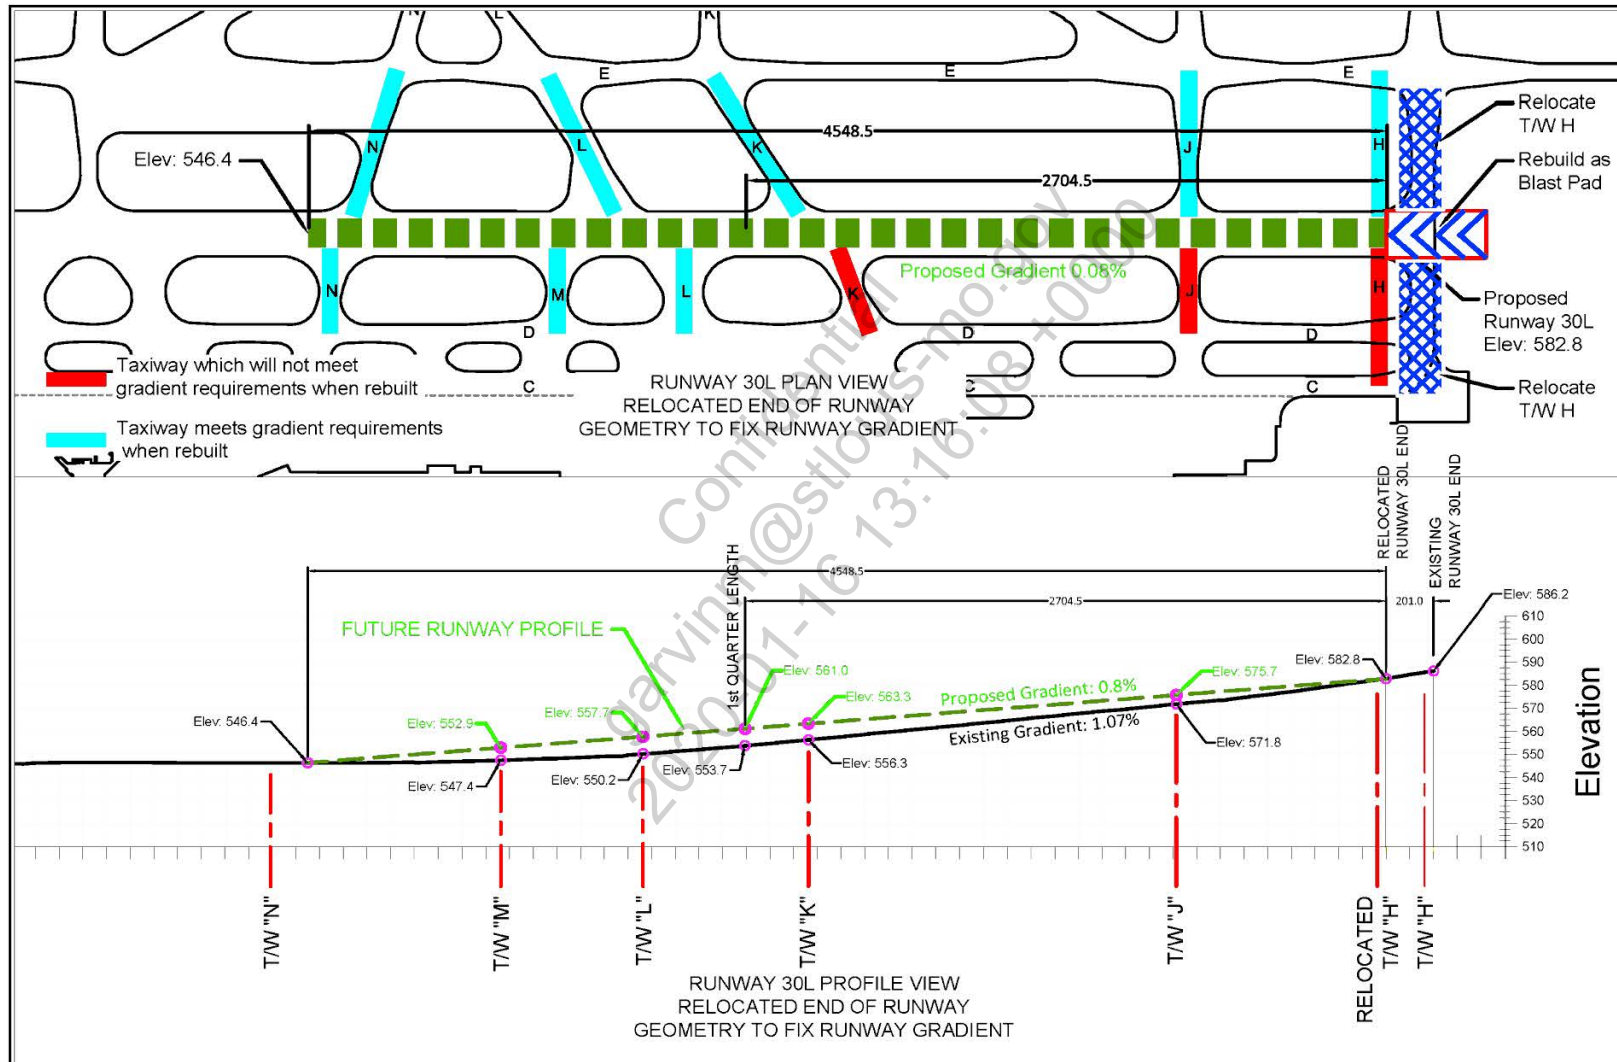 N
L
K
E
E
E
Relocate
T/W H
4548.5
Elev: 546.4
N
L
K
J
H
Rebuild as
Blast Pad
2704.5
Proposed Gradient 0.08%
N
M
L
K
J
H
Proposed
Runway 30L
Elev: 582.8
D
D
D
Taxiway which will not meet
gradient requirements when rebuilt
C
C
C
RUNWAY 30L PLAN VIEW
RELOCATED END OF RUNWAY
GEOMETRY TO FIX RUNWAY GRADIENT
Relocate
T/W H
Taxiway meets gradient requirements
when rebuilt
Confidential
garvinm@stlouis-mo.gov
2020-01-16 13:16:08 +0000
RELOCATED
RUNWAY 30L END
EXISTING
RUNWAY 30L END
1st QUARTER LENGTH
4548.5
2704.5
201.0
Elev: 586.2
FUTURE RUNWAY PROFILE
Elev: 546.4
Elev: 552.9
Elev: 557.7
Elev: 561.0
Elev: 563.3
Proposed Gradient: 0.8%
Existing Gradient: 1.07%
Elev: 575.7
Elev: 582.8
Elev: 547.4
Elev: 550.2
Elev: 553.7
Elev: 556.3
Elev: 571.8
610
600
590
580
570
560
550
540
530
520
510
Elevation
T/W "N"
T/W "M"
T/W "L"
T/W "K"
T/W "J"
RELOCATED
T/W "H"
T/W "H"
RUNWAY 30L PROFILE VIEW
RELOCATED END OF RUNWAY
GEOMETRY TO FIX RUNWAY GRADIENT